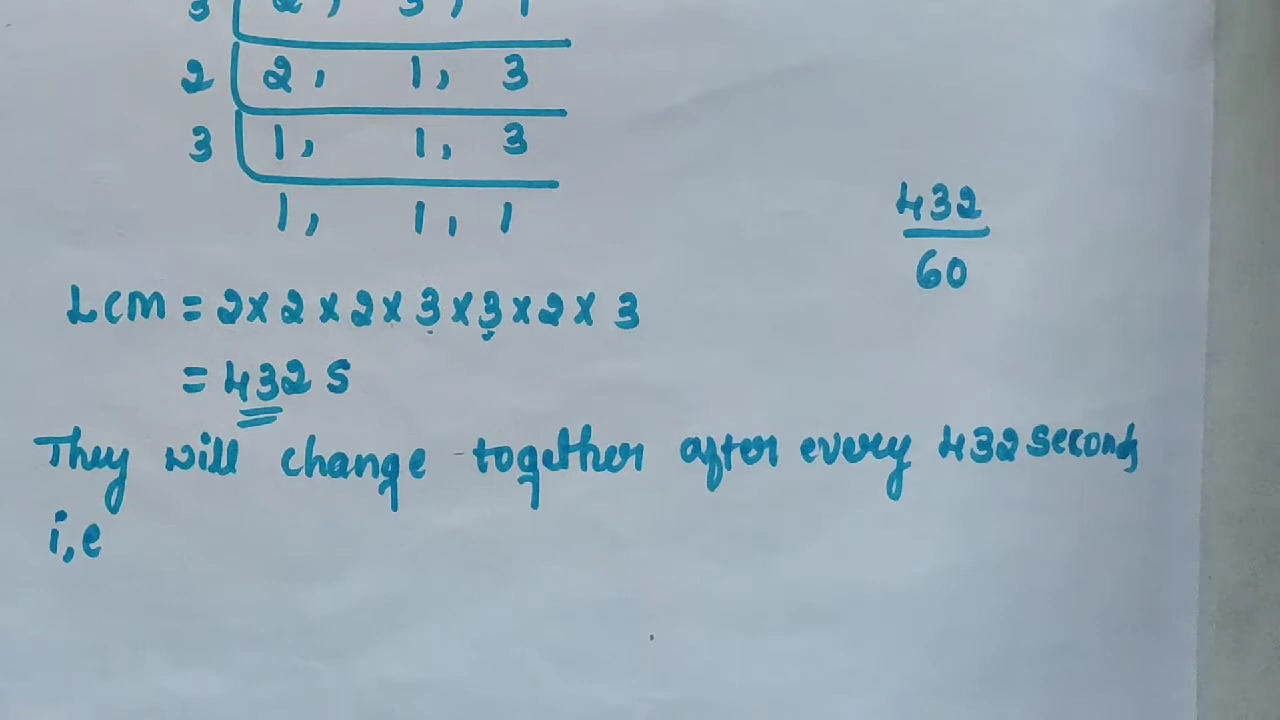 2 | 2, 1, 3
3 | 1, 1, 3
1, 1, 1
432
60
LCM = 2 x 2 x 2 x 3 x 3 x 2 x 3
= 432 s
They will change together after every 432 seconds
i,e